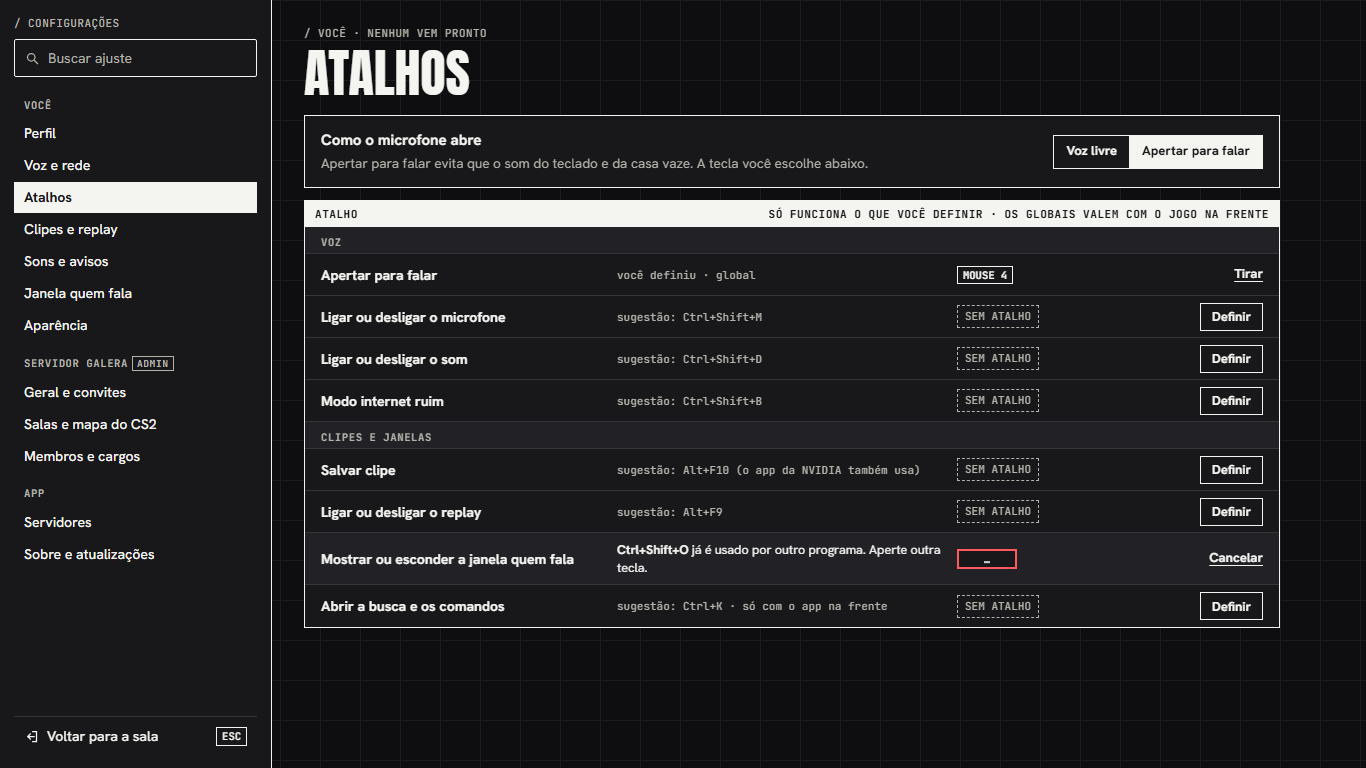 / CONFIGURAÇÕES
Buscar ajuste
VOCÊ
Perfil
Voz e rede
Atalhos
Clipes e replay
Sons e avisos
Janela quem fala
Aparência
SERVIDOR GALERA ADMIN
Geral e convites
Salas e mapa do CS2
Membros e cargos
APP
Servidores
Sobre e atualizações
Voltar para a sala ESC
/ VOCÊ · NENHUM VEM PRONTO
ATALHOS
Como o microfone abre
Apertar para falar evita que o som do teclado e da casa vaze. A tecla você escolhe abaixo.
Voz livre Apertar para falar
ATALHO SÓ FUNCIONA O QUE VOCÊ DEFINIR · OS GLOBAIS VALEM COM O JOGO NA FRENTE
VOZ
Apertar para falar você definiu · global MOUSE 4 Tirar
Ligar ou desligar o microfone sugestão: Ctrl+Shift+M SEM ATALHO Definir
Ligar ou desligar o som sugestão: Ctrl+Shift+D SEM ATALHO Definir
Modo internet ruim sugestão: Ctrl+Shift+B SEM ATALHO Definir
CLIPES E JANELAS
Salvar clipe sugestão: Alt+F10 (o app da NVIDIA também usa) SEM ATALHO Definir
Ligar ou desligar o replay sugestão: Alt+F9 SEM ATALHO Definir
Mostrar ou esconder a janela quem fala Ctrl+Shift+O já é usado por outro programa. Aperte outra
tecla. _ Cancelar
Abrir a busca e os comandos sugestão: Ctrl+K · só com o app na frente SEM ATALHO Definir